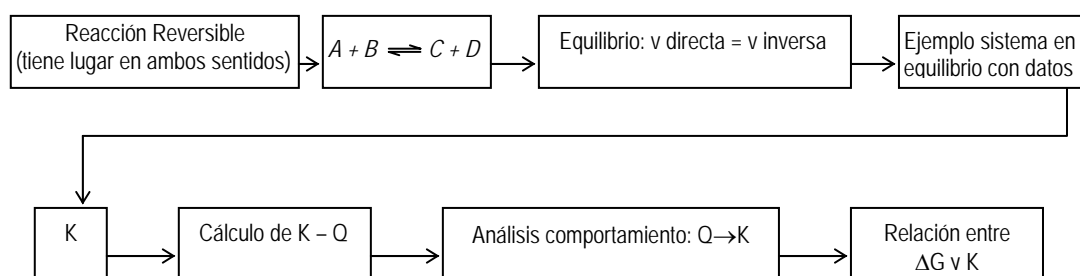 Reacción Reversible
(tiene lugar en ambos sentidos)
A + B ⇌ C + D
Equilibrio: v directa = v inversa
Ejemplo sistema en
equilibrio con datos
K
Cálculo de K – Q
Análisis comportamiento: Q→K
Relación entre
ΔG y K